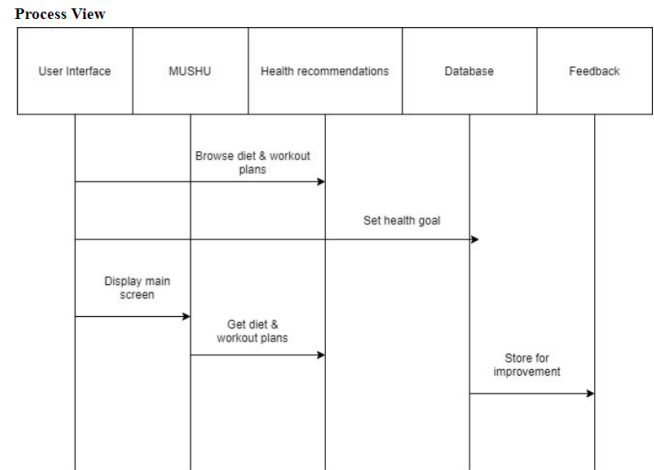 Process View
User Interface
MUSHU
Health recommendations
Database
Feedback
Browse diet & workout
plans
Set health goal
Display main
screen
Get diet &
workout plans
Store for
improvement